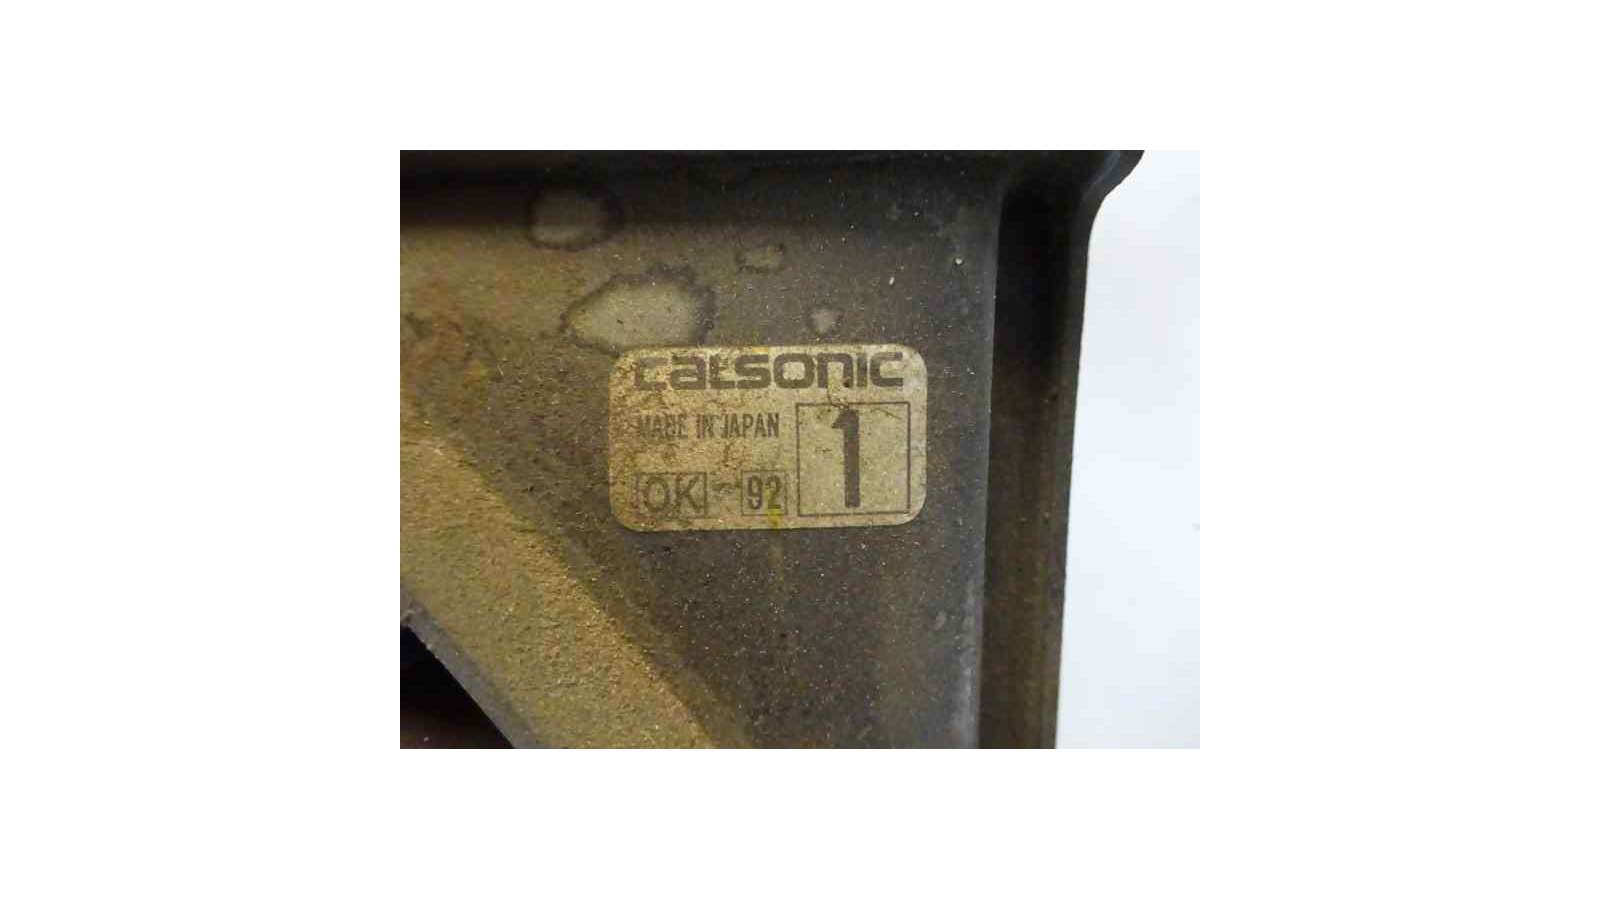 calsonic
MADE IN JAPAN
1
OK - 92